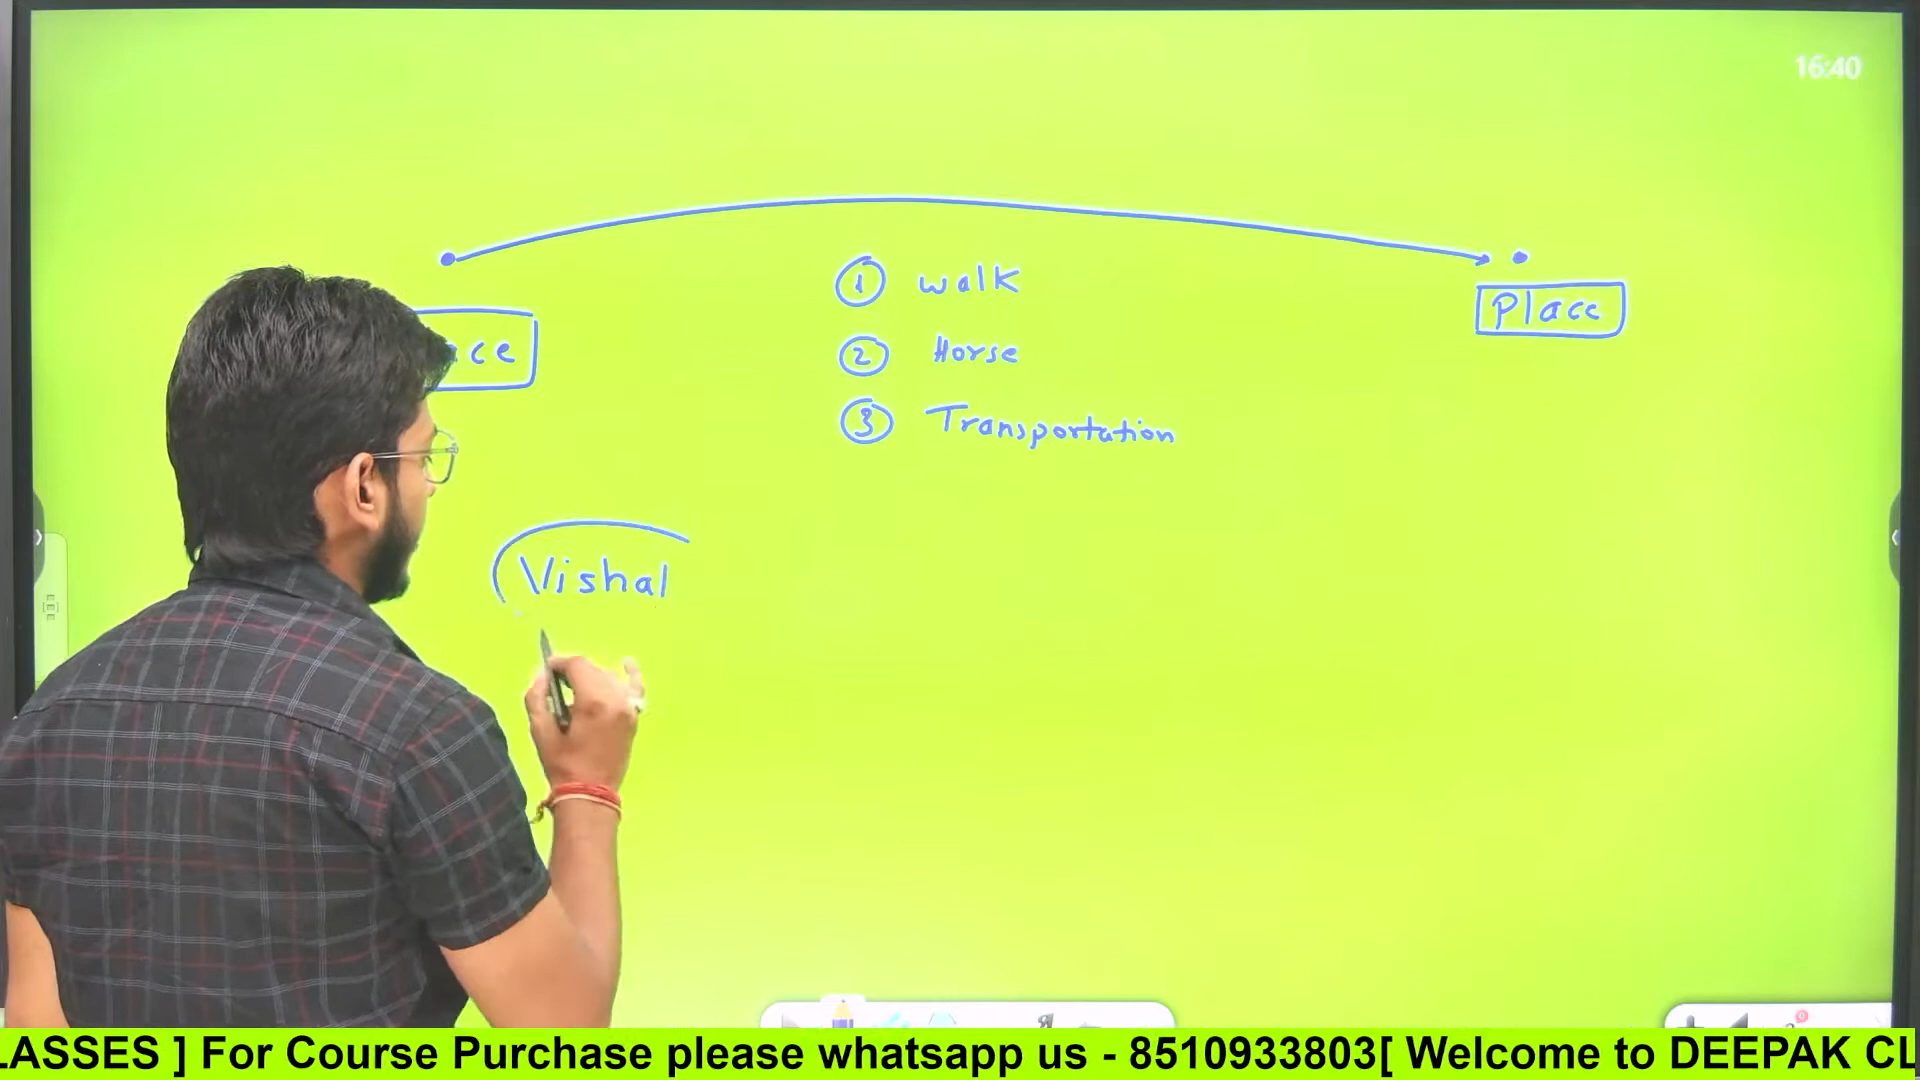 16:40
1 walk
Place
2 Horse
ce
3 Transportation
Vishal
LASSES ] For Course Purchase please whatsapp us - 8510933803[ Welcome to DEEPAK CL